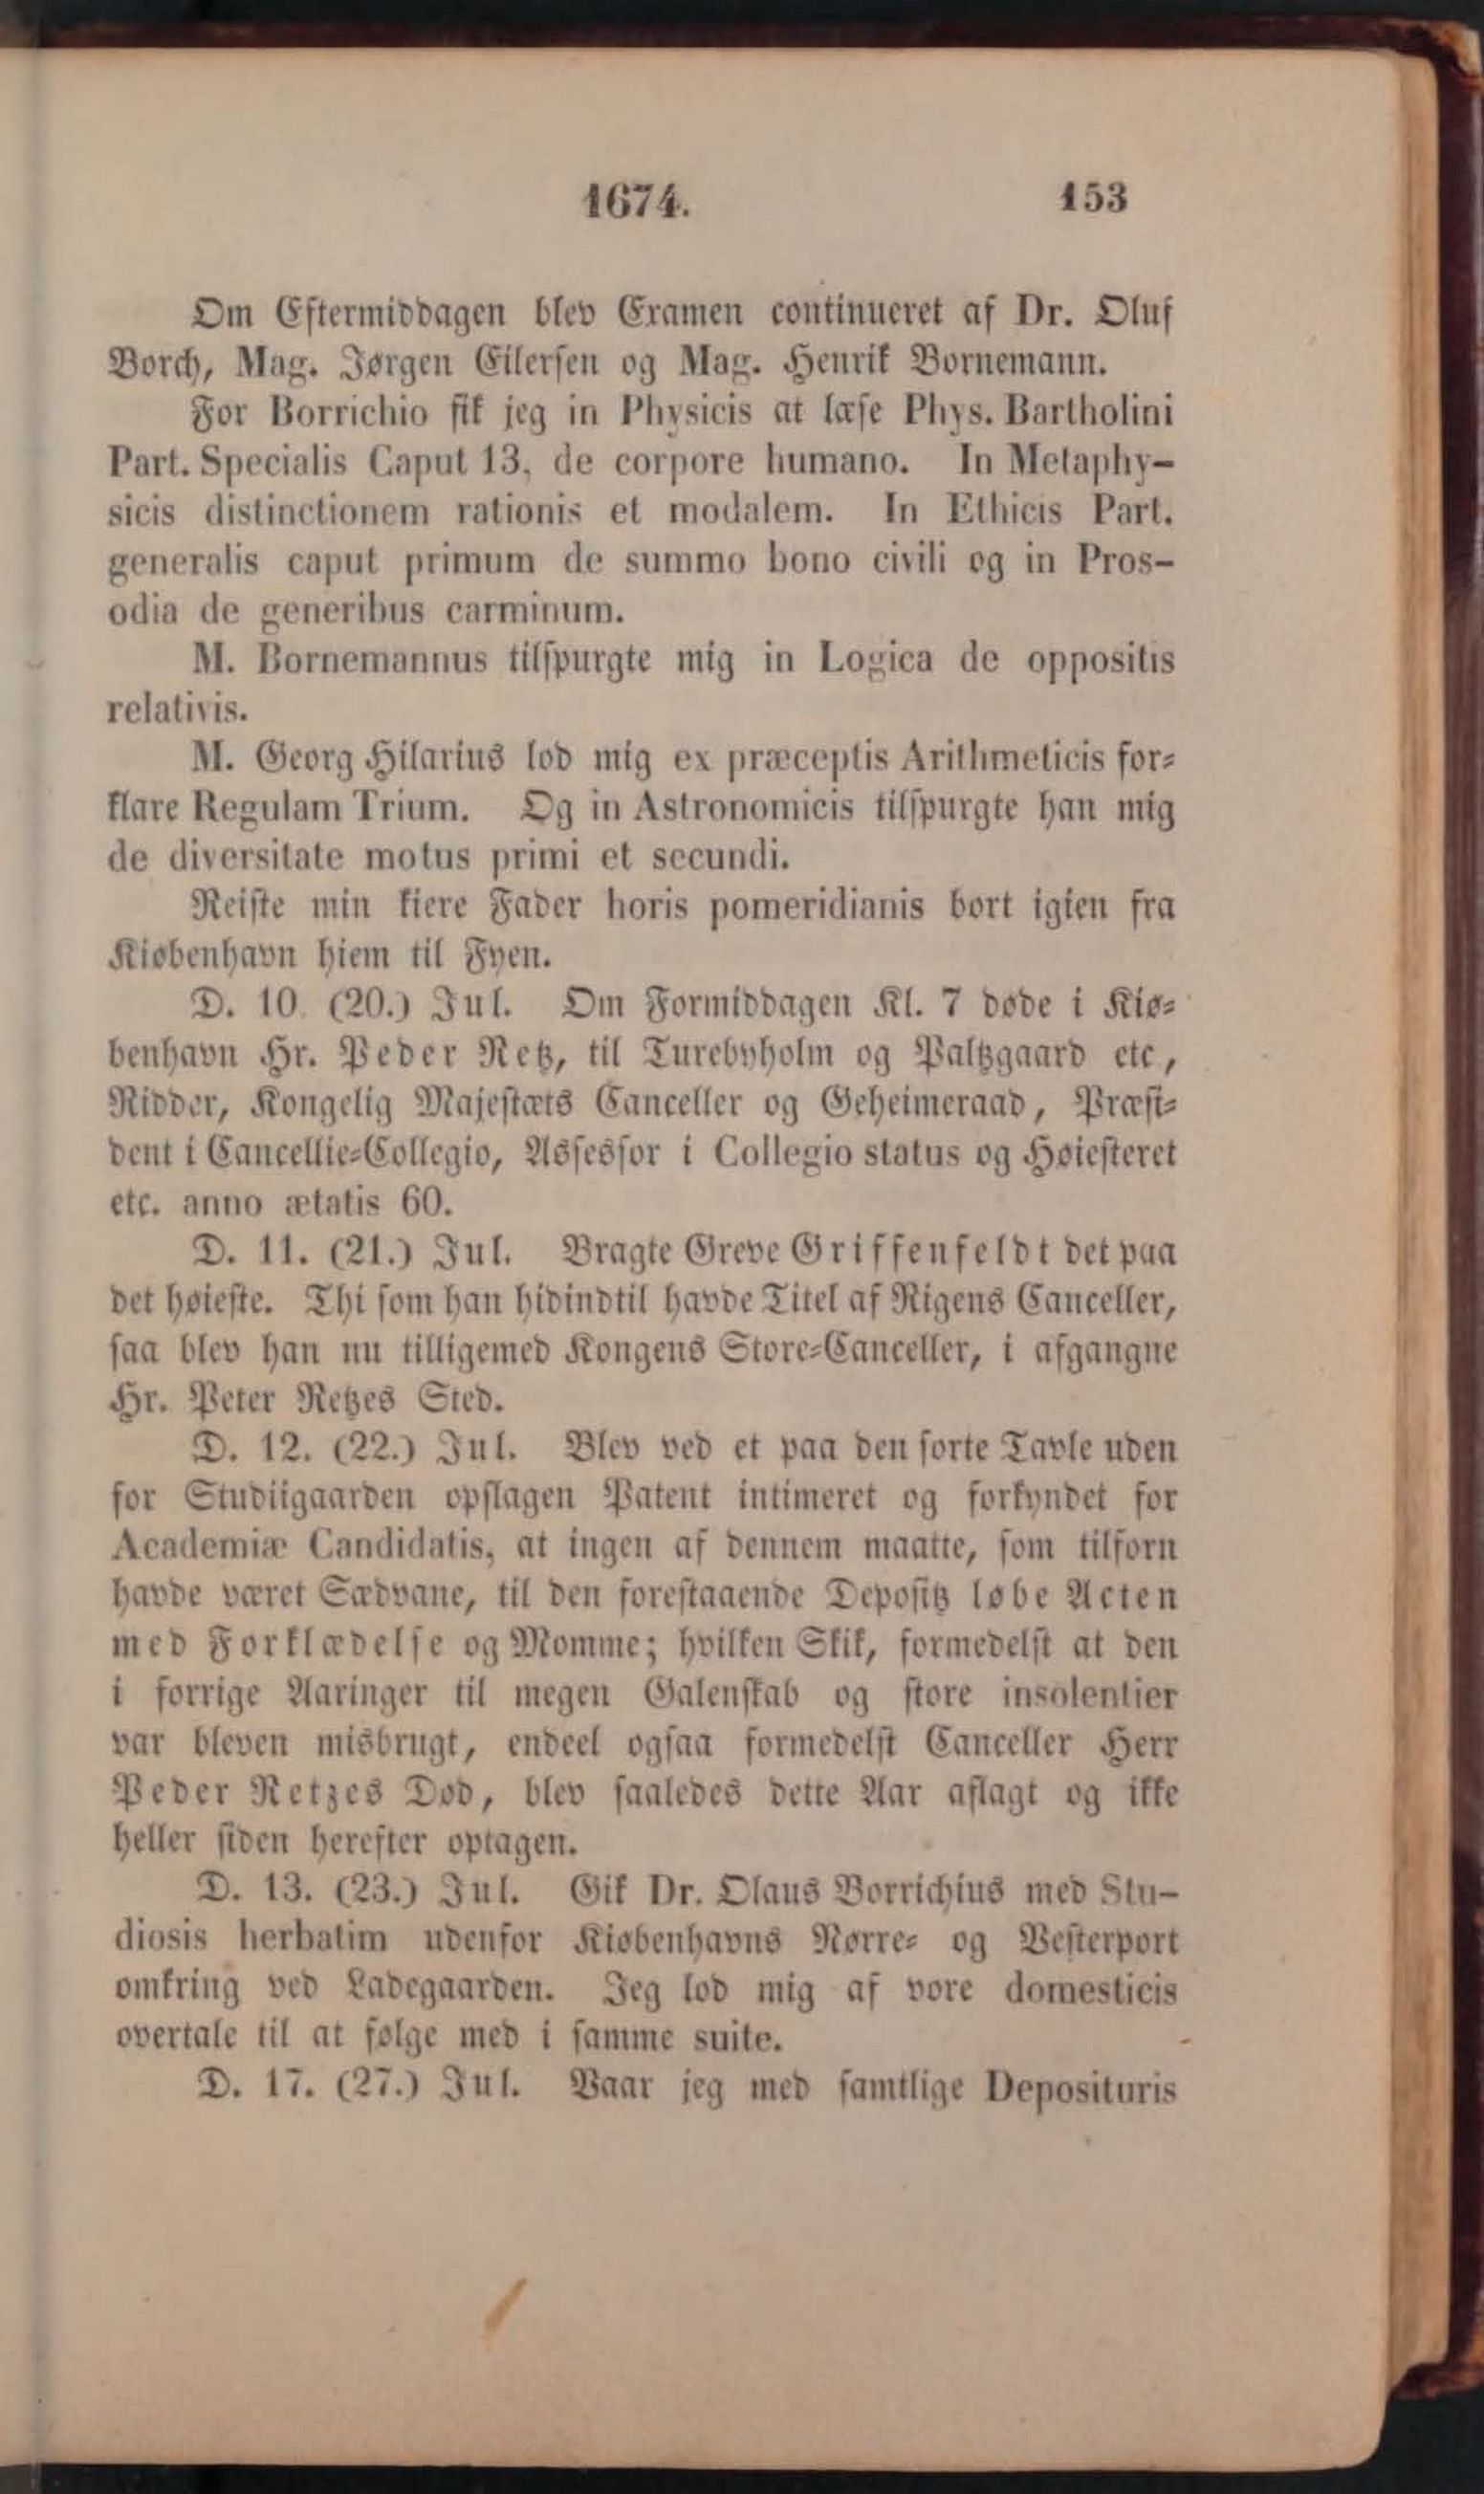 1674. 153
Om Eftermiddagen blev Examen continueret af Dr. Oluf
Borch, Mag. Jørgen Eilersen og Mag. Henrik Bornemann.
For Borrichio fik jeg in Physicis at læse Phys. Bartholini
Part. Specialis Caput 13, de corpore humano. In Metaphy-
sicis distinctionem rationis et modalem. In Ethicis Part.
generalis caput primum de summo bono civili og in Pros-
odia de generibus carminum.
M. Bornemannus tilspurgte mig in Logica de oppositis
relativis.
M. Georg Hilarius lod mig ex præceptis Arithmeticis for-
klare Regulam Trium. Og in Astronomicis tilspurgte han mig
de diversitate motus primi et secundi.
Reiste min kiere Fader horis pomeridianis bort igien fra
Kiøbenhavn hiem til Fyen.
D. 10. (20.) Jul. Om Formiddagen Kl. 7 døde i Kiø-
benhavn Hr. Peder Retz, til Turebyholm og Paltzgaard etc,
Ridder, Kongelig Majestæts Canceller og Geheimeraad, Præsi-
dent i Cancellie-Collegio, Assessor i Collegio status og Høiesteret
etc. anno ætatis 60.
D. 11. (21.) Jul. Bragte Greve Griffenfeldt det paa
det høieste. Thi som han hidindtil havde Titel af Rigens Canceller,
saa blev han nu tilligemed Kongens Store-Canceller, i afgangne
Hr. Peter Retzes Sted.
D. 12. (22.) Jul. Blev ved et paa den sorte Tavle uden
for Studiigaarden opslagen Patent intimeret og forkyndet for
Academiæ Candidatis, at ingen af dennem maatte, som tilforn
havde været Sædvane, til den forestaaende Depositz løbe Acten
med Forklædelse og Momme; hvilken Skik, formedelst at den
i forrige Aaringer til megen Galenskab og store insolentier
var bleven misbrugt, endeel ogsaa formedelst Canceller Herr
Peder Retzes Død, blev saaledes dette Aar aflagt og ikke
heller siden herefter optagen.
D. 13. (23.) Jul. Gik Dr. Olaus Borrichius med Stu-
diosis herbatim udenfor Kiøbenhavns Nørre- og Vesterport
omkring ved Ladegaarden. Jeg lod mig af vore domesticis
overtale til at følge med i samme suite.
D. 17. (27.) Jul. Vaar jeg med samtlige Deposituris